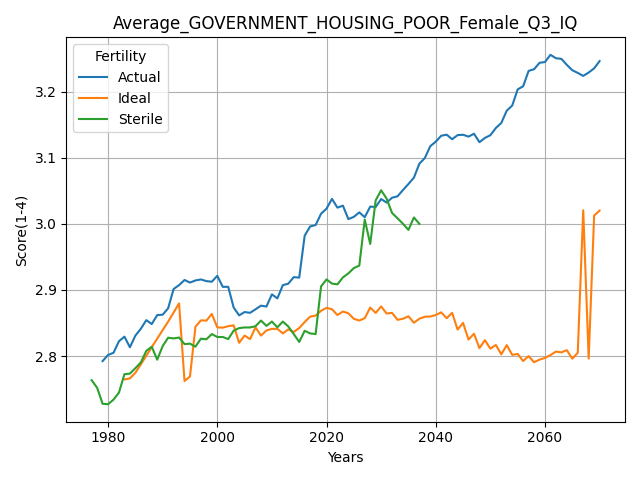 Average_GOVERNMENT_HOUSING_POOR_Female_Q3_IQ
Fertility
Actual
Ideal
Sterile
Score(1-4)
3.2
3.1
3.0
2.9
2.8
1980
2000
2020
2040
2060
Years